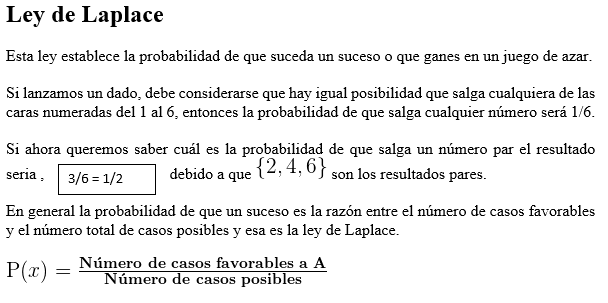 Ley de Laplace
Esta ley establece la probabilidad de que suceda un suceso o que ganes en un juego de azar.
Si lanzamos un dado, debe considerarse que hay igual posibilidad que salga cualquiera de las
caras numeradas del 1 al 6, entonces la probabilidad de que salga cualquier número será 1/6.
Si ahora queremos saber cuál es la probabilidad de que salga un número par el resultado
seria , 3/6 = 1/2 debido a que {2, 4, 6} son los resultados pares.
En general la probabilidad de que un suceso es la razón entre el número de casos favorables
y el número total de casos posibles y esa es la ley de Laplace.
P(x) = Número de casos favorables a A
Número de casos posibles